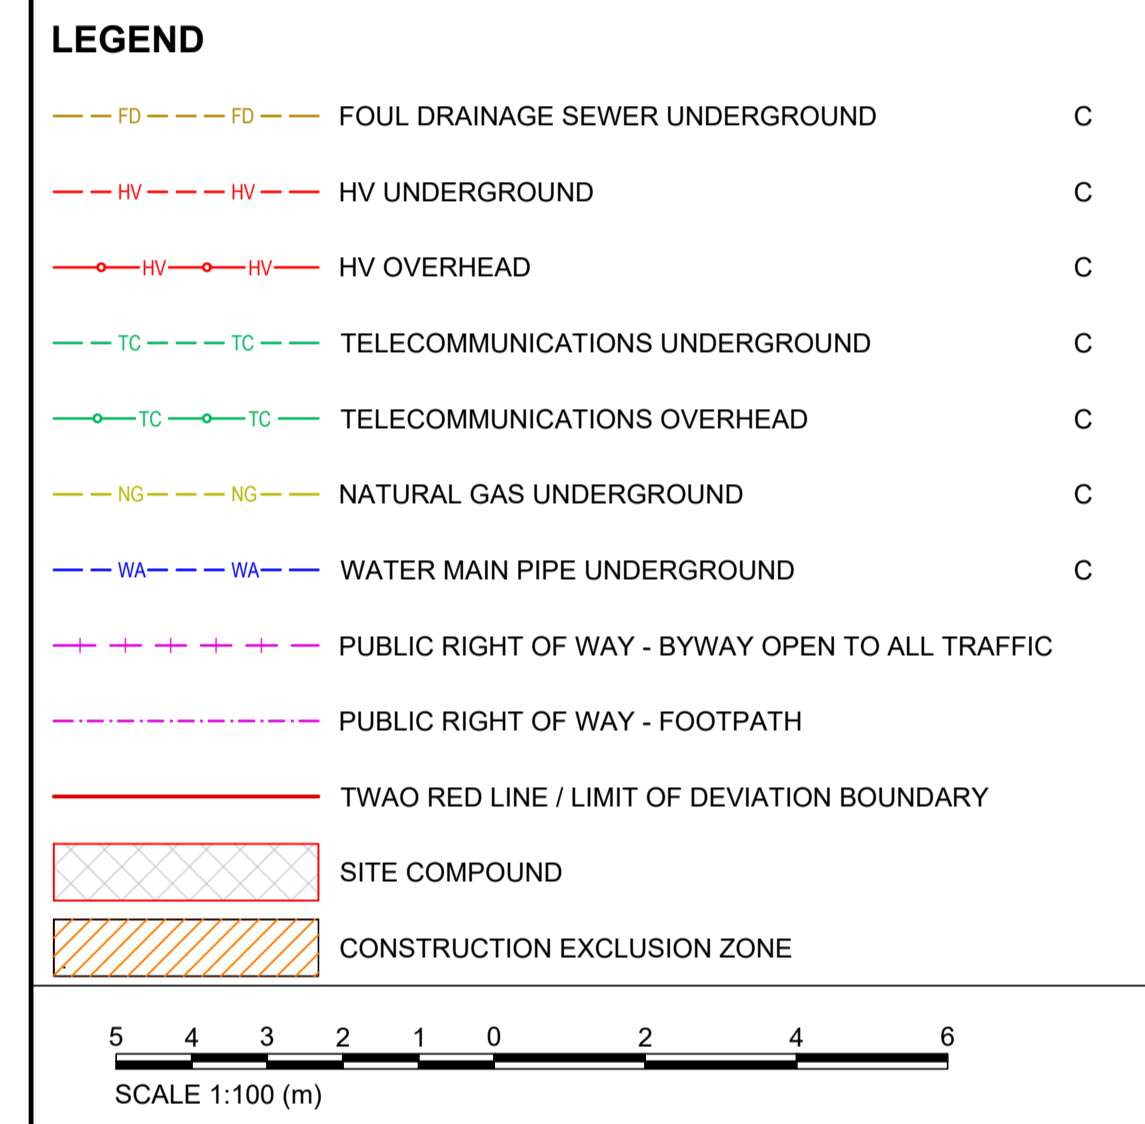 LEGEND
FD FD FOUL DRAINAGE SEWER UNDERGROUND C
HV HV HV UNDERGROUND C
HV HV HV OVERHEAD C
TC TC TELECOMMUNICATIONS UNDERGROUND C
TC TC TELECOMMUNICATIONS OVERHEAD C
NG NG NATURAL GAS UNDERGROUND C
WA WA WATER MAIN PIPE UNDERGROUND C
PUBLIC RIGHT OF WAY - BYWAY OPEN TO ALL TRAFFIC
PUBLIC RIGHT OF WAY - FOOTPATH
TWAO RED LINE / LIMIT OF DEVIATION BOUNDARY
SITE COMPOUND
CONSTRUCTION EXCLUSION ZONE
5 4 3 2 1 0 2 4 6
SCALE 1:100 (m)